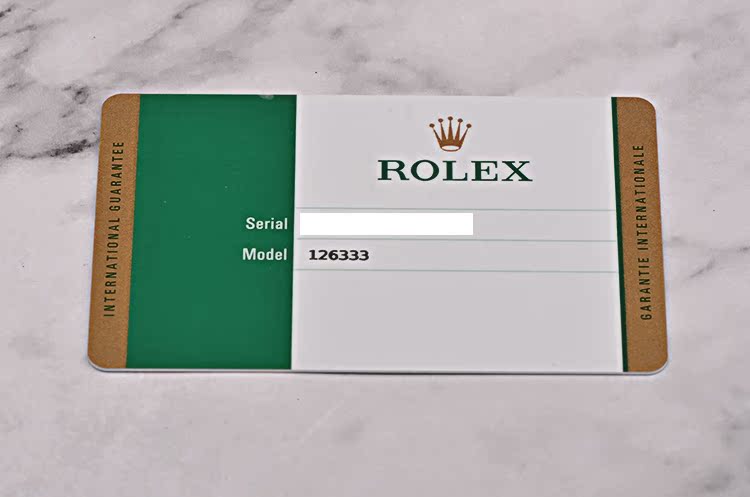 INTERNATIONAL GUARANTEE
ROLEX
Serial
Model 126333
GARANTIE INTERNATIONALE